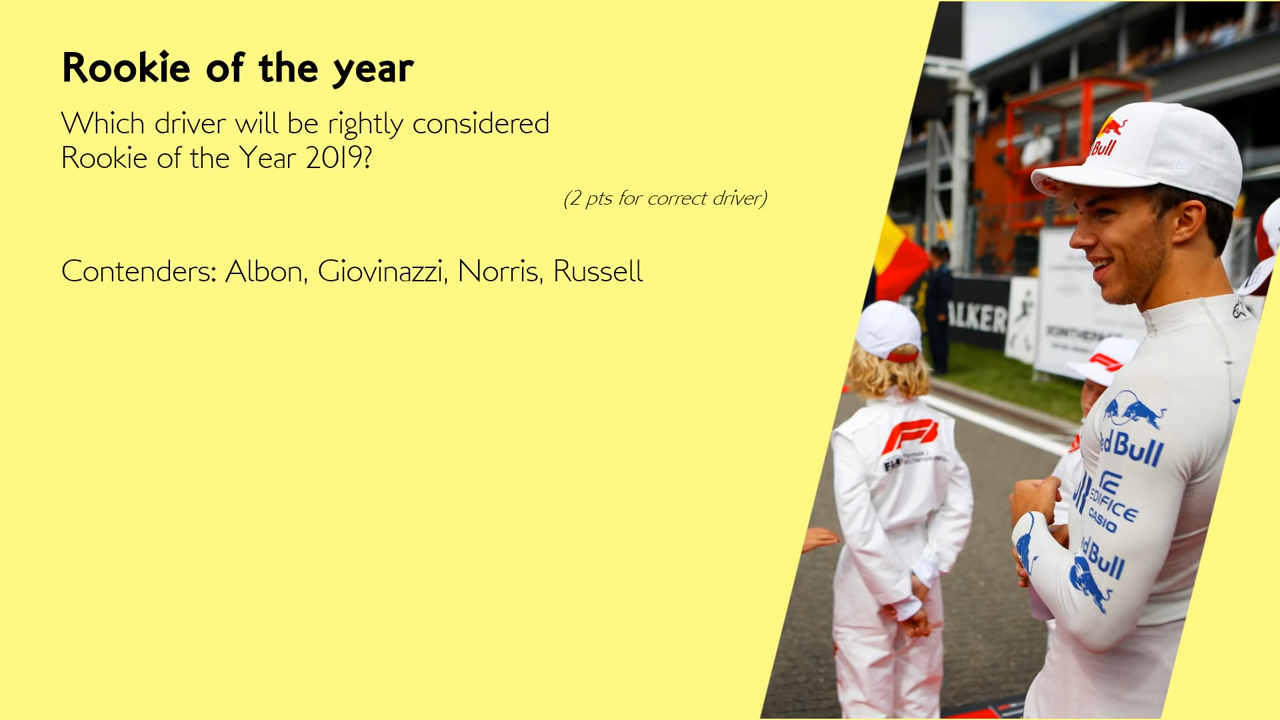 Rookie of the year
Which driver will be rightly considered
Rookie of the Year 2019?
(2 pts for correct driver)
Contenders: Albon, Giovinazzi, Norris, Russell
Bull
ALKER
F1
Red Bull
EDIFICE
CASIO
Red Bull